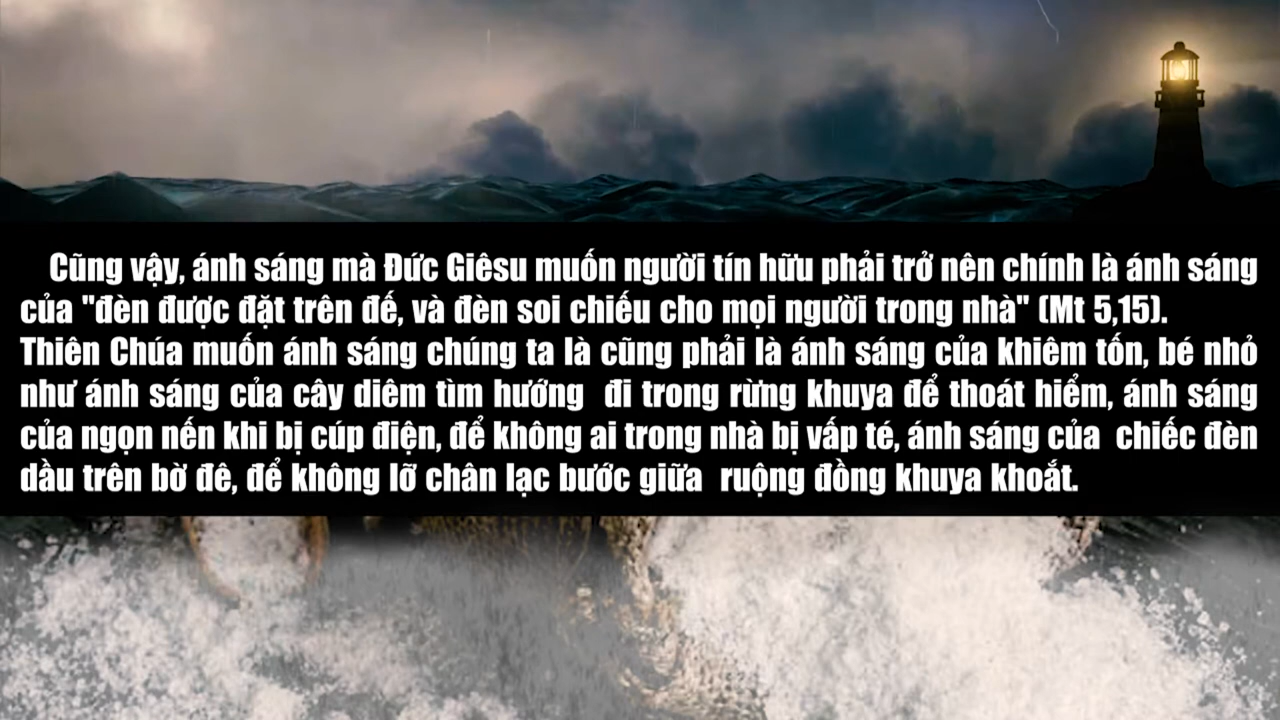 Cũng vậy, ánh sáng mà Đức Giêsu muốn người tín hữu phải trở nên chính là ánh sáng
của "đèn được đặt trên đế, và đèn soi chiếu cho mọi người trong nhà" (Mt 5,15).
Thiên Chúa muốn ánh sáng chúng ta là cũng phải là ánh sáng của khiêm tốn, bé nhỏ
như ánh sáng của cây diêm tìm hướng đi trong rừng khuya để thoát hiểm, ánh sáng
của ngọn nến khi bị cúp điện, để không ai trong nhà bị vấp té, ánh sáng của chiếc đèn
dầu trên bờ đê, để không lỡ chân lạc bước giữa ruộng đồng khuya khoắt.